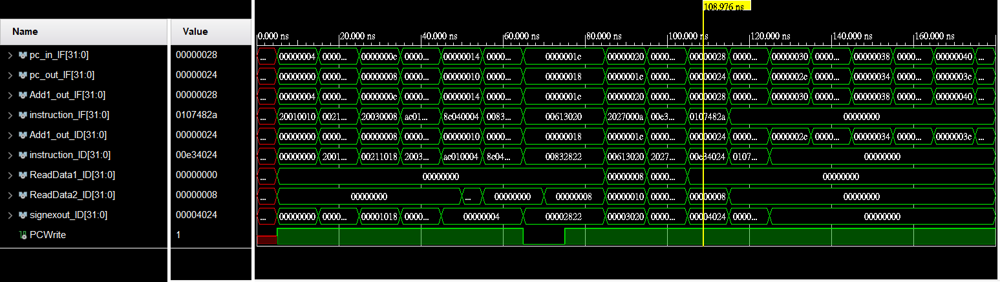 108.976 ns
Name Value
0.000 ns 20.000 ns 40.000 ns 60.000 ns 80.000 ns 100.000 ns 120.000 ns 140.000 ns 160.000 ns
pc_in_IF[31:0] 00000028 ... 00000004 0000... 0000000c 0000... 00000014 0000... 0000001c 00000020 0000... 00000028 0000... 00000030 0000... 00000038 0000... 00000040 ...
pc_out_IF[31:0] 00000024 ... 00000000 0000... 00000008 0000... 00000010 0000... 00000018 0000001c 0000... 00000024 0000... 0000002c 0000... 00000034 0000... 0000003c ...
Add1_out_IF[31:0] 00000028 ... 00000004 0000... 0000000c 0000... 00000014 0000... 0000001c 00000020 0000... 00000028 0000... 00000030 0000... 00000038 0000... 00000040 ...
instruction_IF[31:0] 0107482a ... 20010010 0021... 20030008 ac01... 8c040004 0083... 00613020 2027000a 00e3... 0107482a 00000000
Add1_out_ID[31:0] 00000024 ... 00000000 0000... 00000008 0000... 00000010 0000... 00000018 0000001c 0000... 00000024 0000... 0000002c 0000... 00000034 0000... 0000003c ...
instruction_ID[31:0] 00e34024 ... 00000000 2001... 00211018 2003... ac010004 8c04... 00832822 00613020 2027... 00e34024 0107... 00000000
ReadData1_ID[31:0] 00000000 ... 00000000 00000008 0000... 00000000
ReadData2_ID[31:0] 00000008 ... 00000000 ... 00000000 00000008 00000010 0000... 00000008 00000000
signexout_ID[31:0] 00004024 ... 00000000 0000... 00001018 0000... 00000004 00002822 00003020 0000... 00004024 0000... 00000000
PCWrite 1